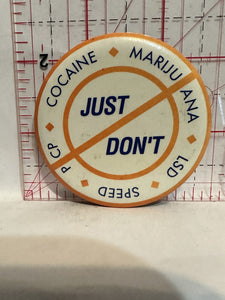 COCAINE
MARIJUANA
LSD
SPEED
PCP
JUST
DON'T
2